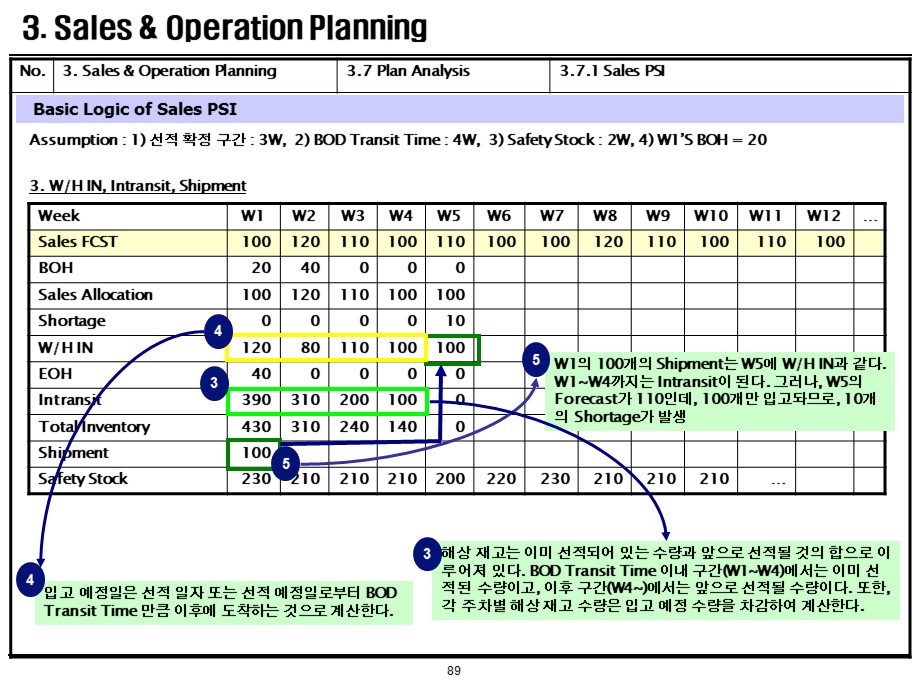 3. Sales & Operation Planning
No. 3. Sales & Operation Planning 3.7 Plan Analysis 3.7.1 Sales PSI
Basic Logic of Sales PSI
Assumption : 1) 선적 확정 구간 : 3W, 2) BOD Transit Time : 4W, 3) Safety Stock : 2W, 4) W1'S BOH = 20
3. W/H IN, Intransit, Shipment
Week W1 W2 W3 W4 W5 W6 W7 W8 W9 W10 W11 W12 ...
Sales FCST 100 120 110 100 110 100 100 120 110 100 110 100
BOH 20 40 0 0 0
Sales Allocation 100 120 110 100 100
Shortage 0 0 0 0 10
W/H IN 120 80 110 100 100
EOH 40 0 0 0 0
Intransit 390 310 200 100 0
Total Inventory 430 310 240 140 0
Shipment 100
Safety Stock 230 210 210 210 200 220 230 210 210 210 ...
4
3
5
5
W1의 100개의 Shipment는 W5에 W/H IN과 같다.
W1~W4까지는 Intransit이 된다. 그러나, W5의
Forecast가 110인데, 100개만 입고되므로, 10개
의 Shortage가 발생
4
입고 예정일은 선적 일자 또는 선적 예정일로부터 BOD
Transit Time 만큼 이후에 도착하는 것으로 계산한다.
3
해상 재고는 이미 선적되어 있는 수량과 앞으로 선적될 것의 합으로 이
루어져 있다. BOD Transit Time 이내 구간(W1~W4)에서는 이미 선
적된 수량이고, 이후 구간(W4~)에서는 앞으로 선적될 수량이다. 또한,
각 주차별 해상 재고 수량은 입고 예정 수량을 차감하여 계산한다.
89